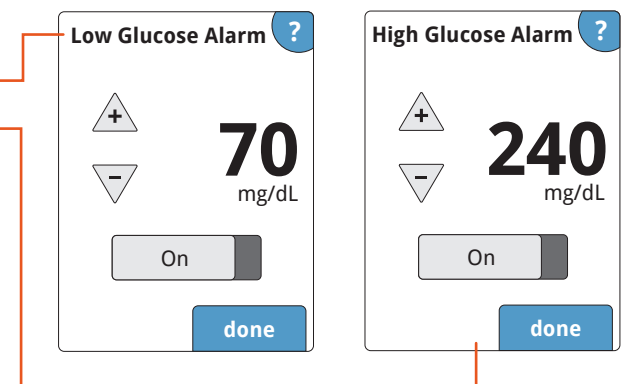 Low Glucose Alarm
?
+
70
−
mg/dL
On
done
High Glucose Alarm
?
+
240
−
mg/dL
On
done